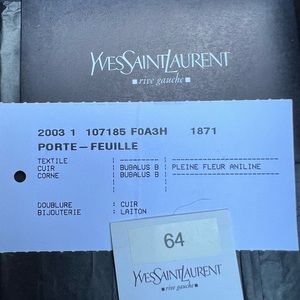 YVESSAINTLAURENT
rive gauche
2003 1 107185 F0A3H 1871
PORTE-FEUILLE
TEXTILE
CUIR BUBALUS B PLEINE FLEUR ANILINE
CORNE BUBALUS B
DOUBLURE : CUIR
BIJOUTERIE : LAITON
64
YVESSAINTLAURENT
rive gauche